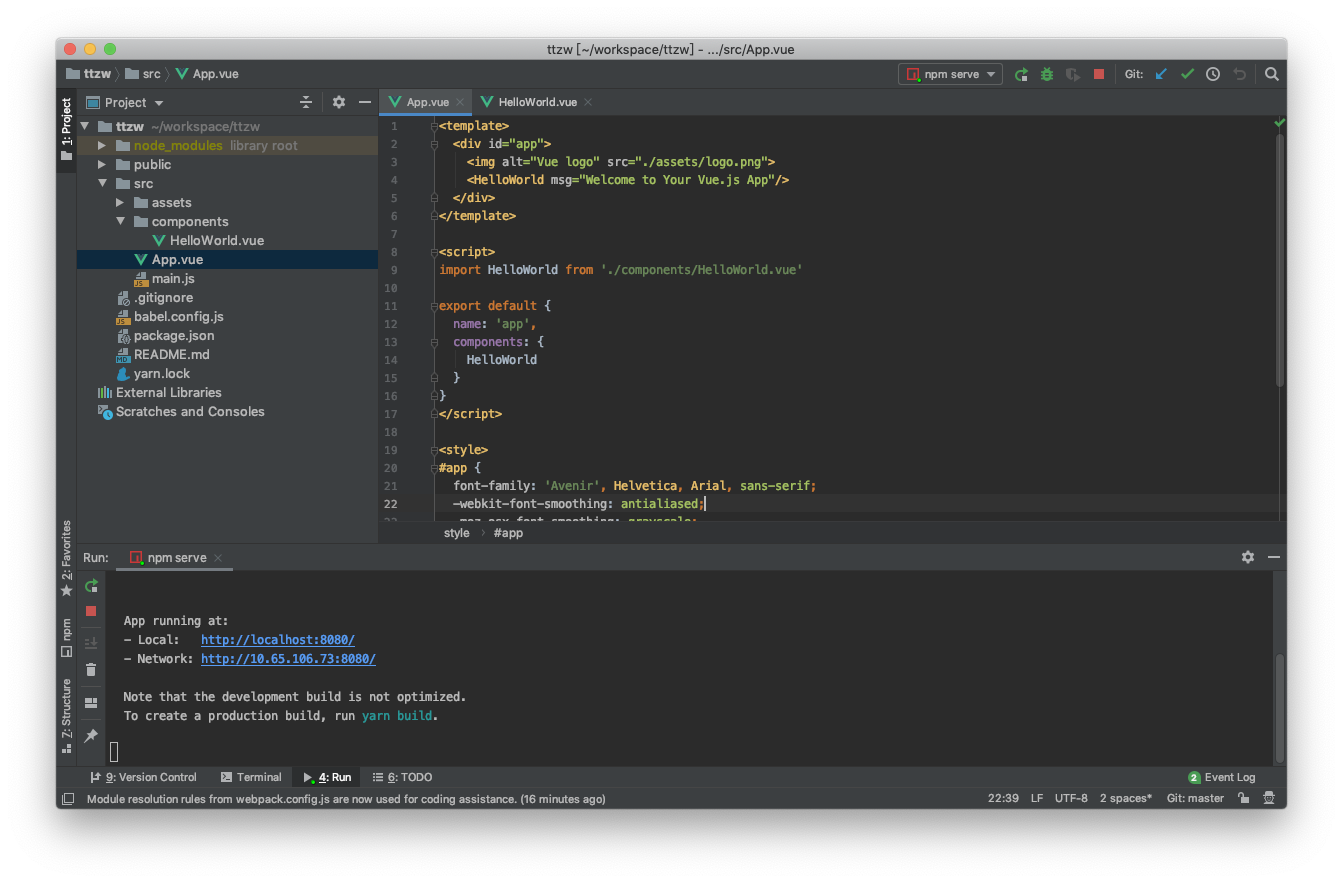 ttzw [~/workspace/ttzw] - .../src/App.vue
ttzw src App.vue
npm serve
Git:
1: Project
Project
App.vue
HelloWorld.vue
ttzw ~/workspace/ttzw
node_modules library root
public
src
assets
components
HelloWorld.vue
App.vue
main.js
.gitignore
babel.config.js
package.json
README.md
yarn.lock
External Libraries
Scratches and Consoles
1 <template>
2 <div id="app">
3 <img alt="Vue logo" src="./assets/logo.png">
4 <HelloWorld msg="Welcome to Your Vue.js App"/>
5 </div>
6 </template>
7
8 <script>
9 import HelloWorld from './components/HelloWorld.vue'
10
11 export default {
12 name: 'app',
13 components: {
14 HelloWorld
15 }
16 }
17 </script>
18
19 <style>
20 #app {
21 font-family: 'Avenir', Helvetica, Arial, sans-serif;
22 -webkit-font-smoothing: antialiased;
23 -moz-osx-font-smoothing: grayscale;
style #app
2: Favorites
npm
Z: Structure
Run: npm serve
App running at:
- Local: http://localhost:8080/
- Network: http://10.65.106.73:8080/
Note that the development build is not optimized.
To create a production build, run yarn build.
9: Version Control
Terminal
4: Run
6: TODO
2 Event Log
Module resolution rules from webpack.config.js are now used for coding assistance. (16 minutes ago)
22:39 LF UTF-8 2 spaces* Git: master